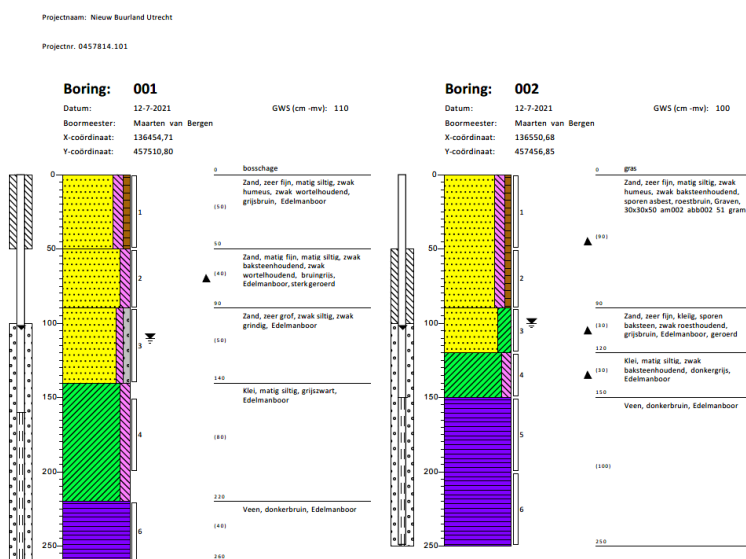 Projectnaam: Nieuw Buurland Utrecht
Projectnr. 0457814.101
Boring: 001
Datum: 12-7-2021 GWS (cm -mv): 110
Boormeester: Maarten van Bergen
X-coördinaat: 136454,71
Y-coördinaat: 457510,80
0
50
100
150
200
250
1
2
3
4
6
0 bosschage
Zand, zeer fijn, matig siltig, zwak
humeus, zwak wortelhoudend,
grijsbruin, Edelmanboor
(50)
50
Zand, matig fijn, matig siltig, zwak
baksteenhoudend, zwak
(40)
wortelhoudend, bruingrijs,
Edelmanboor, sterk geroerd
90
Zand, zeer grof, zwak siltig, zwak
grindig, Edelmanboor
(50)
140
Klei, matig siltig, grijszwart,
Edelmanboor
(80)
220
Veen, donkerbruin, Edelmanboor
(40)
260
Boring: 002
Datum: 12-7-2021 GWS (cm -mv): 100
Boormeester: Maarten van Bergen
X-coördinaat: 136550,68
Y-coördinaat: 457456,85
0
50
100
150
200
250
1
2
3
4
5
6
0 gras
Zand, zeer fijn, matig siltig, zwak
humeus, zwak baksteenhoudend,
sporen asbest, roestbruin, Graven,
30x30x50 am002 abb002 51 gram
(90)
90
Zand, zeer fijn, kleiïg, sporen
(30)
baksteen, zwak roesthoudend,
grijsbruin, Edelmanboor, geroerd
120
Klei, matig siltig, zwak
(30)
baksteenhoudend, donkergrijs,
Edelmanboor
150
Veen, donkerbruin, Edelmanboor
(100)
250